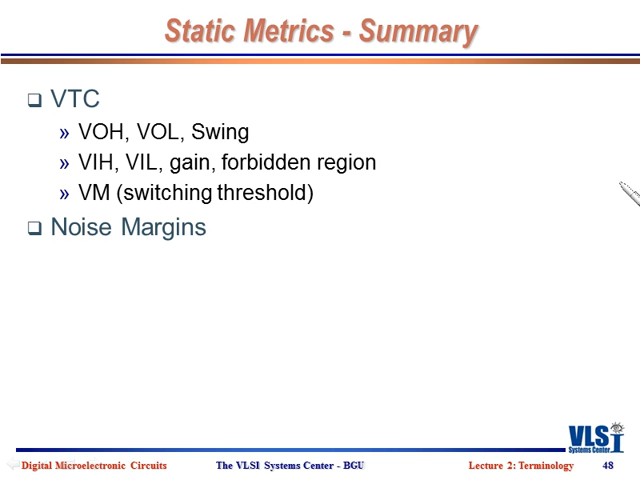 Static Metrics - Summary
❑ VTC
» VOH, VOL, Swing
» VIH, VIL, gain, forbidden region
» VM (switching threshold)
❑ Noise Margins
VLSI
Systems Center
Digital Microelectronic Circuits The VLSI Systems Center - BGU Lecture 2: Terminology 48